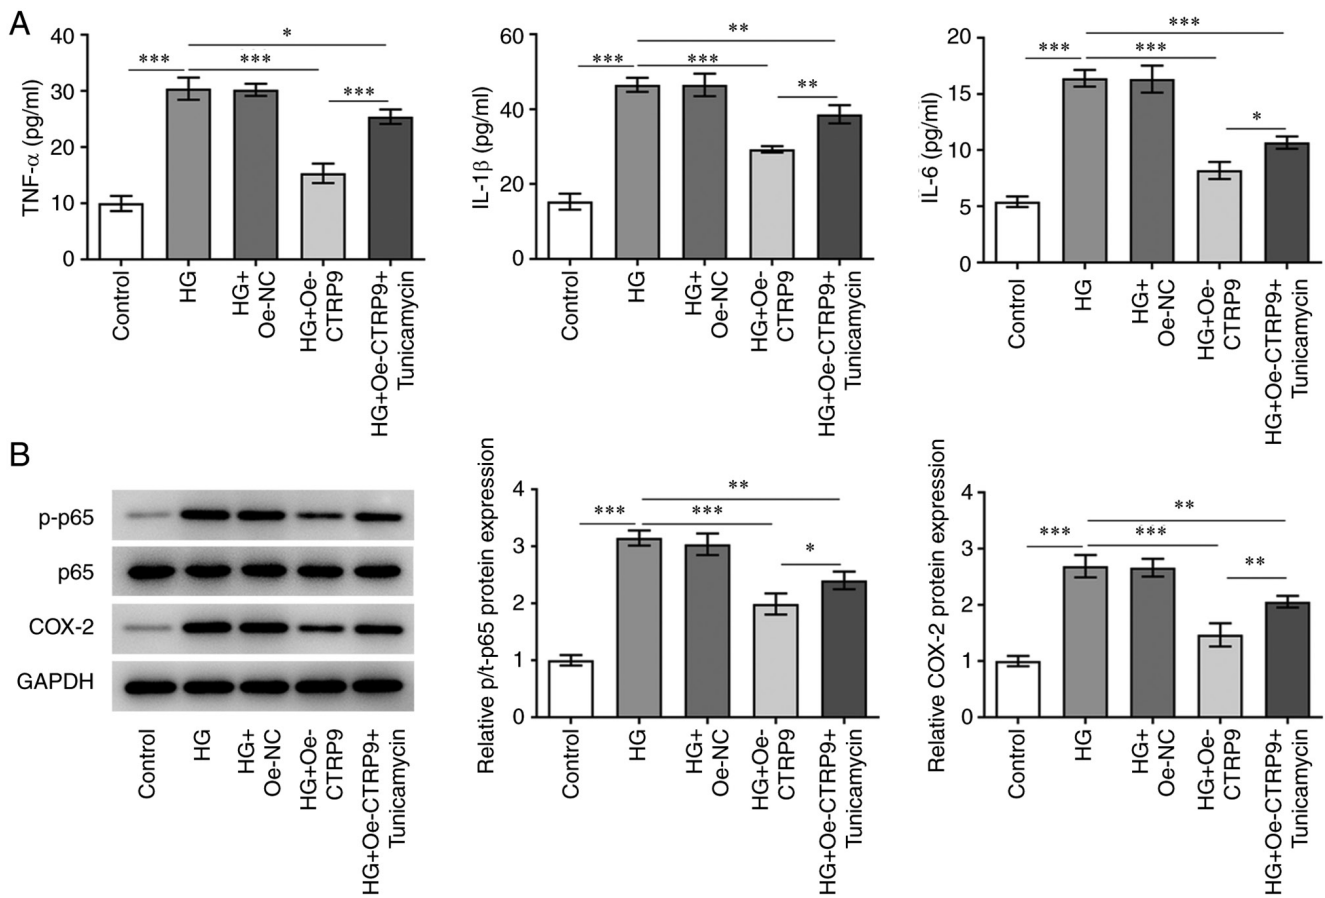 A
TNF-α (pg/ml)
40
30
20
10
0
***
***
*
***
Control
HG
HG+
Oe-NC
HG+Oe-
CTRP9
HG+Oe-CTRP9+
Tunicamycin
IL-1β (pg/ml)
60
40
20
0
***
***
**
**
Control
HG
HG+
Oe-NC
HG+Oe-
CTRP9
HG+Oe-CTRP9+
Tunicamycin
IL-6 (pg/ml)
20
15
10
5
0
***
***
***
*
Control
HG
HG+
Oe-NC
HG+Oe-
CTRP9
HG+Oe-CTRP9+
Tunicamycin
B
p-p65
p65
COX-2
GAPDH
Control
HG
HG+
Oe-NC
HG+Oe-
CTRP9
HG+Oe-CTRP9+
Tunicamycin
Relative p/t-p65 protein expression
4
3
2
1
0
***
***
**
*
Control
HG
HG+
Oe-NC
HG+Oe-
CTRP9
HG+Oe-CTRP9+
Tunicamycin
Relative COX-2 protein expression
4
3
2
1
0
***
***
**
**
Control
HG
HG+
Oe-NC
HG+Oe-
CTRP9
HG+Oe-CTRP9+
Tunicamycin